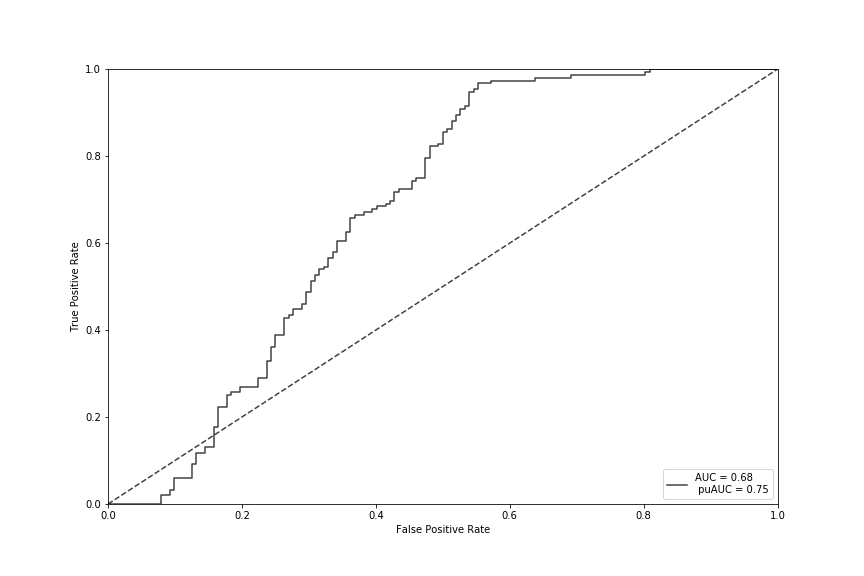 1.0
0.8
0.6
0.4
0.2
0.0
True Positive Rate
0.0 0.2 0.4 0.6 0.8 1.0
False Positive Rate
AUC = 0.68
puAUC = 0.75